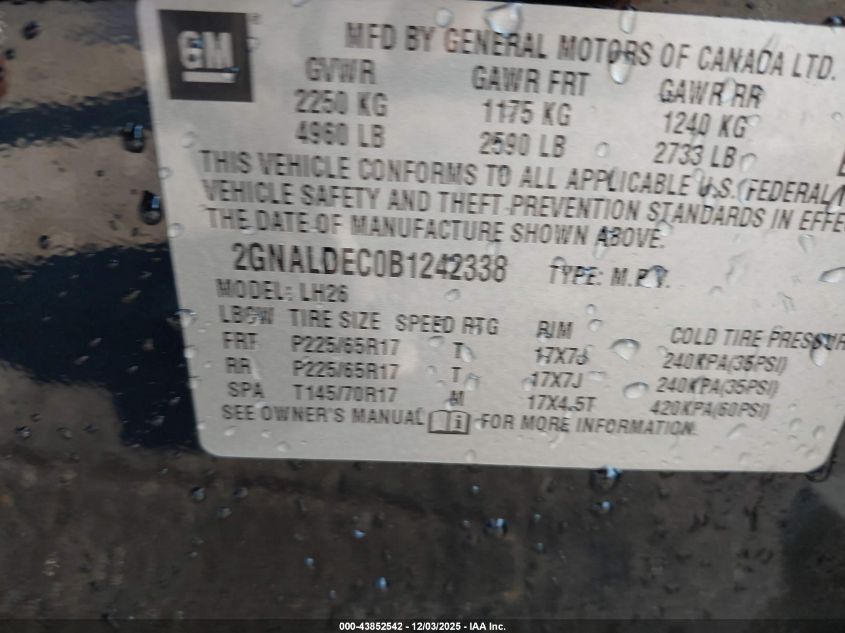 GM
MFD BY GENERAL MOTORS OF CANADA LTD.
GVWR GAWR FRT GAWR RR
2250 KG 1175 KG 1240 KG
4960 LB 2590 LB 2733 LB
THIS VEHICLE CONFORMS TO ALL APPLICABLE U.S. FEDERAL
VEHICLE SAFETY AND THEFT PREVENTION STANDARDS IN EFFE
THE DATE OF MANUFACTURE SHOWN ABOVE.
2GNALDEC0B1242338 TYPE: M.P.V.
MODEL: LH26
TIRE SIZE SPEED RTG RIM COLD TIRE PRESSUR
FRT P225/65R17 T 17X7J 240KPA(35PSI)
RR P225/65R17 T 17X7J 240KPA(35PSI)
SPA T145/70R17 M 17X4.5T 420KPA(60PSI)
SEE OWNER'S MANUAL FOR MORE INFORMATION.
000-43852542 - 12/03/2025 - IAA Inc.